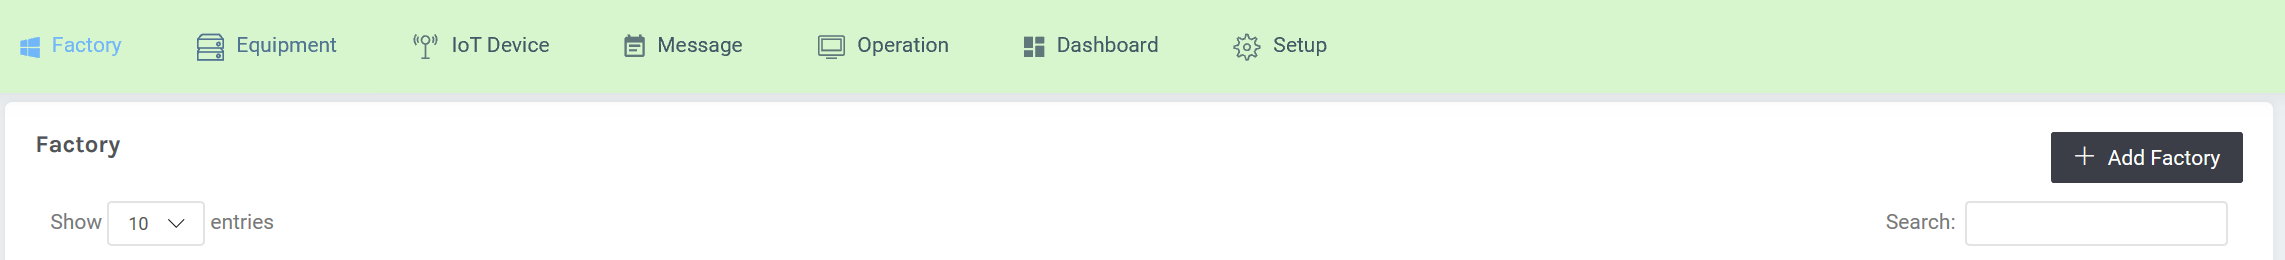 Factory Equipment IoT Device Message Operation Dashboard Setup
Factory
Add Factory
Show 10 entries Search: